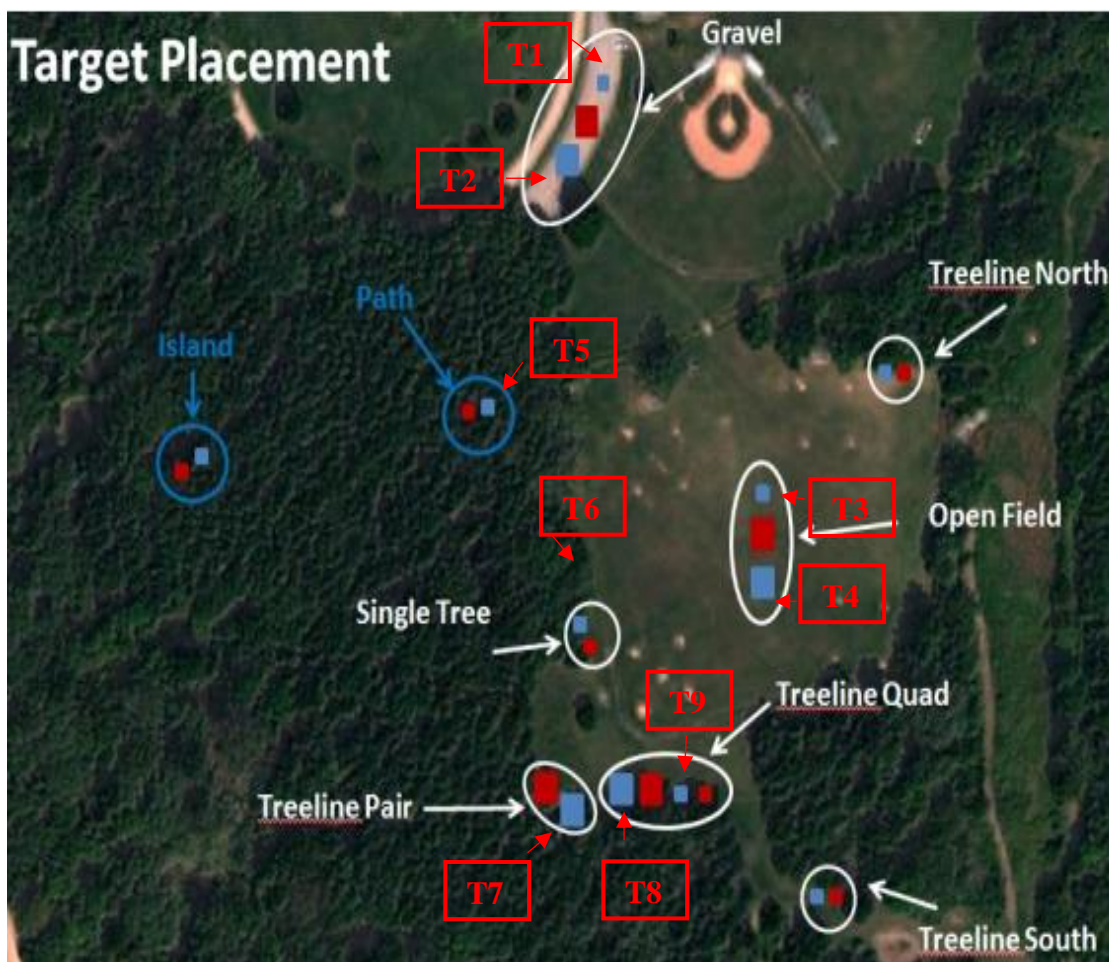 Target Placement
T1
Gravel
T2
Treeline North
Path
Island
T5
T6
T3
Open Field
T4
Single Tree
T9
Treeline Quad
Treeline Pair
T7
T8
Treeline South